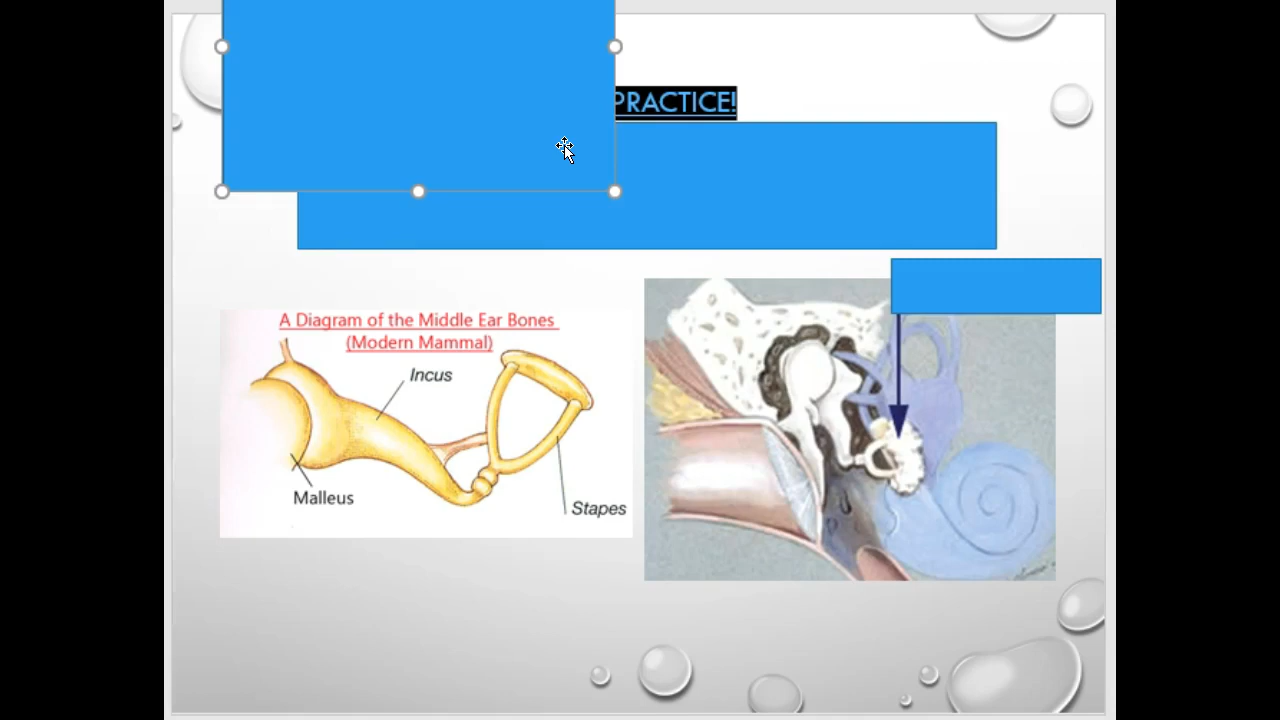 PRACTICE!
A Diagram of the Middle Ear Bones
(Modern Mammal)
Incus
Malleus
Stapes